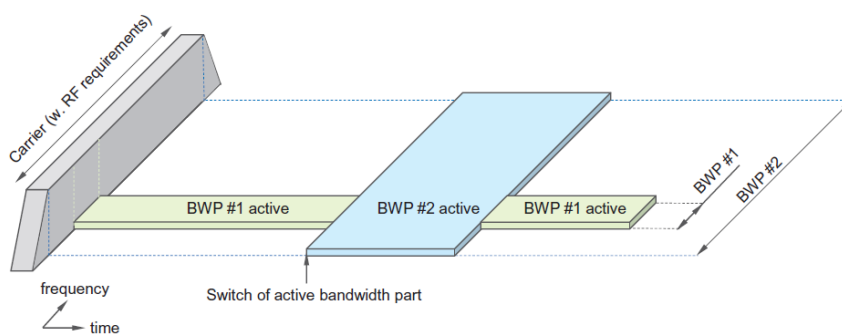 Carrier (w. RF requirements)
BWP #1 active
BWP #2 active
BWP #1 active
BWP #1
BWP #2
Switch of active bandwidth part
frequency
time